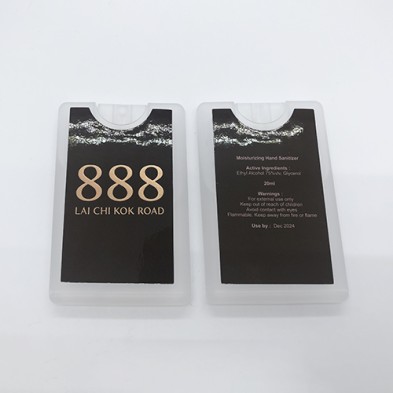 888
LAI CHI KOK ROAD
Moisturizing Hand Sanitizer
Active Ingredients :
Ethyl Alcohol 75%v/v, Glycerol
20ml
Warnings :
For external use only
Keep out of reach of children
Avoid contact with eyes
Flammable. Keep away from fire or flame
Use by : Dec 2024